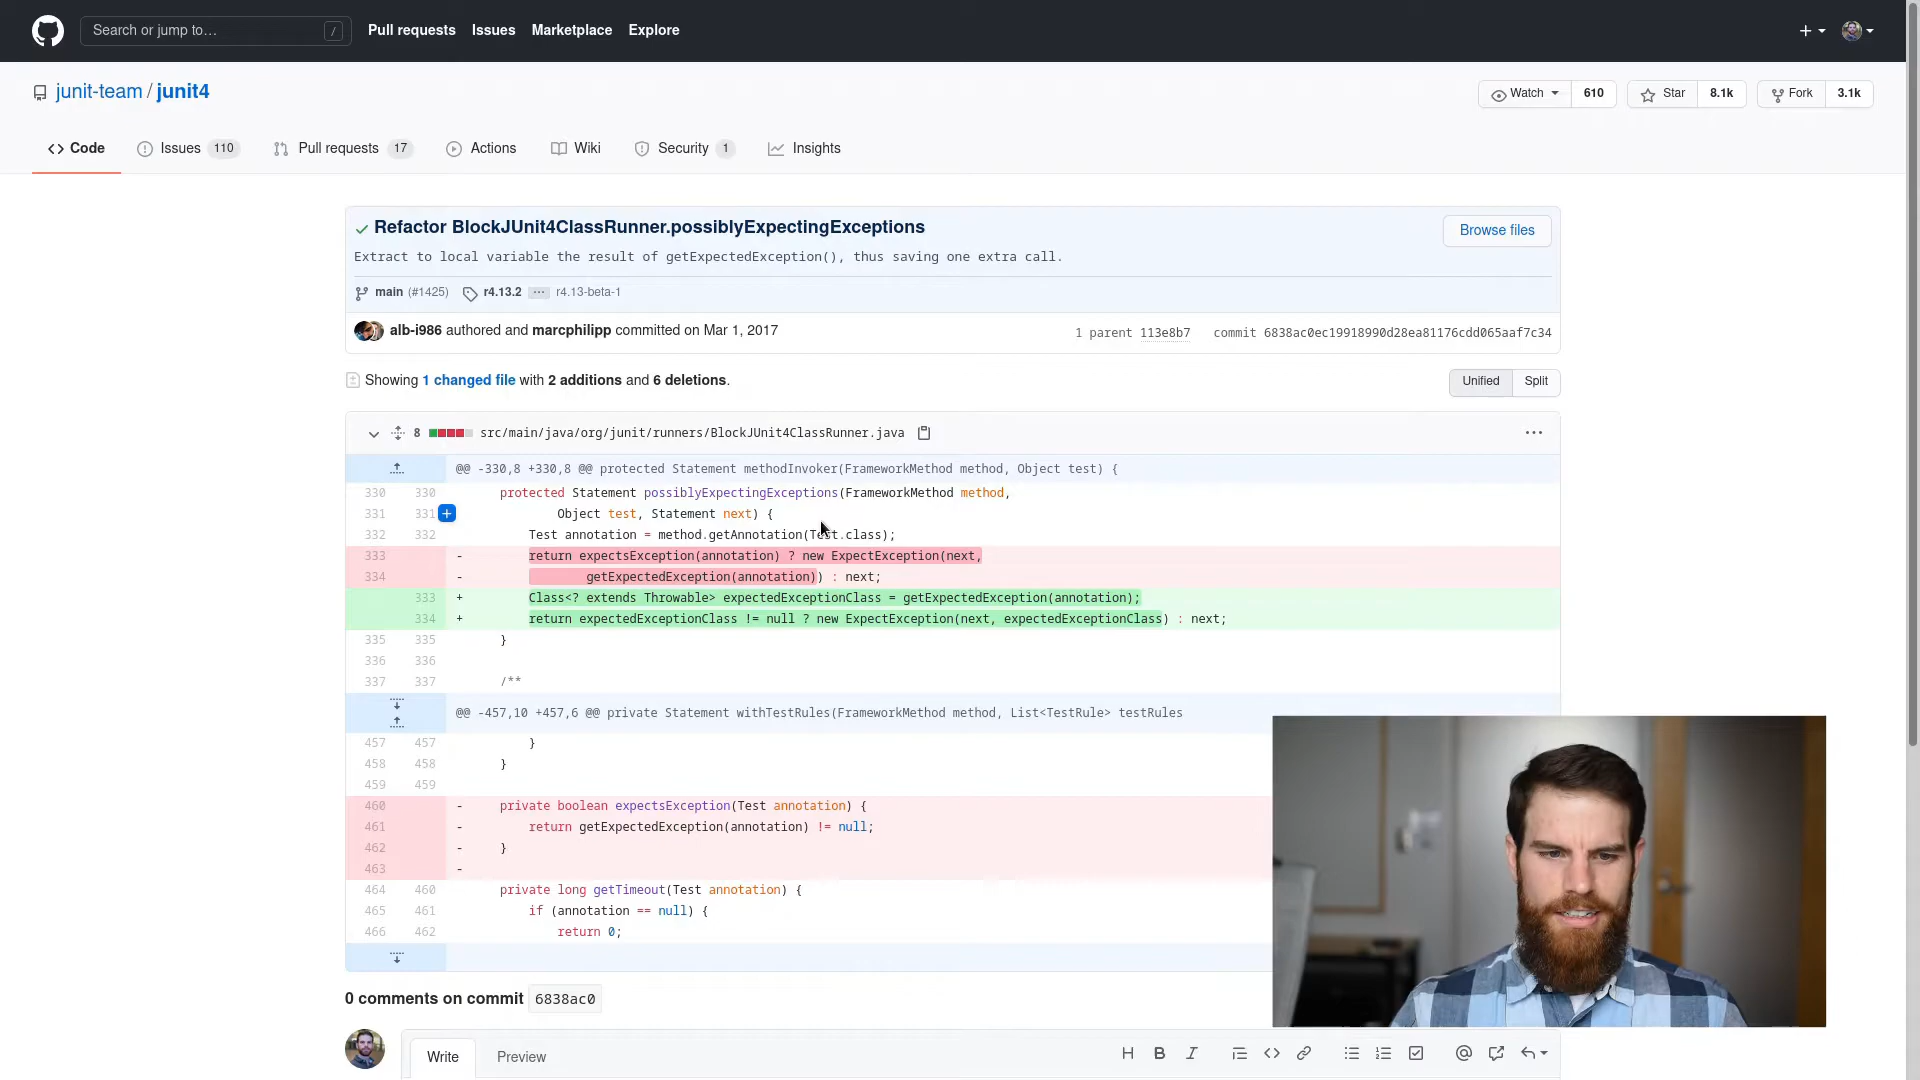 Search or jump to… /
Pull requests Issues Marketplace Explore
junit-team / junit4
Watch 610 Star 8.1k Fork 3.1k
Code Issues 110 Pull requests 17 Actions Wiki Security 1 Insights
Refactor BlockJUnit4ClassRunner.possiblyExpectingExceptions
Browse files
Extract to local variable the result of getExpectedException(), thus saving one extra call.
main (#1425) r4.13.2 ··· r4.13-beta-1
alb-i986 authored and marcphilipp committed on Mar 1, 2017
1 parent 113e8b7 commit 6838ac0ec19918990d28ea81176cdd065aaf7c34
Showing 1 changed file with 2 additions and 6 deletions.
Unified Split
8 src/main/java/org/junit/runners/BlockJUnit4ClassRunner.java
@@ -330,8 +330,8 @@ protected Statement methodInvoker(FrameworkMethod method, Object test) {
330 330 protected Statement possiblyExpectingExceptions(FrameworkMethod method,
331 331 + Object test, Statement next) {
332 332 Test annotation = method.getAnnotation(Test.class);
333 - return expectsException(annotation) ? new ExpectException(next,
334 - getExpectedException(annotation)) : next;
333 + Class<? extends Throwable> expectedExceptionClass = getExpectedException(annotation);
334 + return expectedExceptionClass != null ? new ExpectException(next, expectedExceptionClass) : next;
335 335 }
336 336
337 337 /**
@@ -457,10 +457,6 @@ private Statement withTestRules(FrameworkMethod method, List<TestRule> testRules
457 457 }
458 458 }
459 459
460 - private boolean expectsException(Test annotation) {
461 - return getExpectedException(annotation) != null;
462 - }
463 -
464 460 private long getTimeout(Test annotation) {
465 461 if (annotation == null) {
466 462 return 0;
0 comments on commit 6838ac0
Write Preview